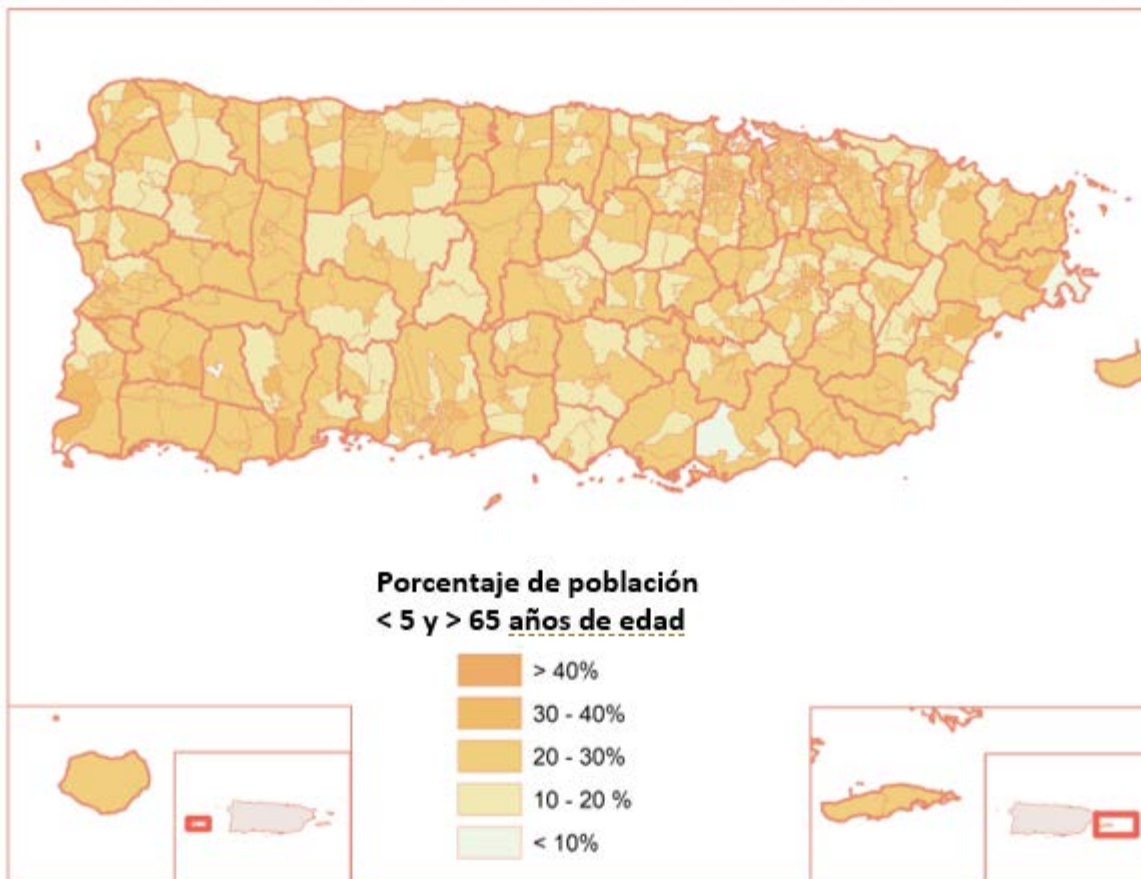 Porcentaje de población
< 5 y > 65 años de edad
> 40%
30 - 40%
20 - 30%
10 - 20 %
< 10%